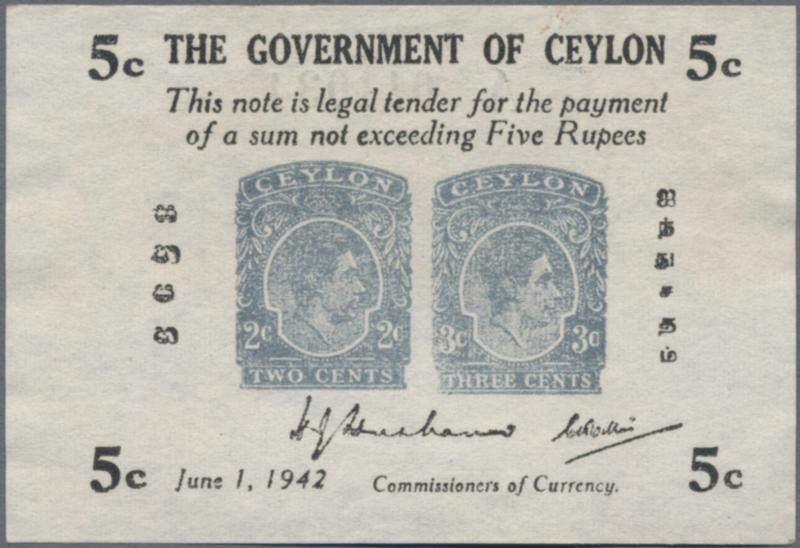 5c THE GOVERNMENT OF CEYLON 5c
This note is legal tender for the payment
of a sum not exceeding Five Rupees
CEYLON
2c 2c
TWO CENTS
CEYLON
3c 3c
THREE CENTS
ஐந்து சதம்
5c June 1, 1942 Commissioners of Currency. 5c